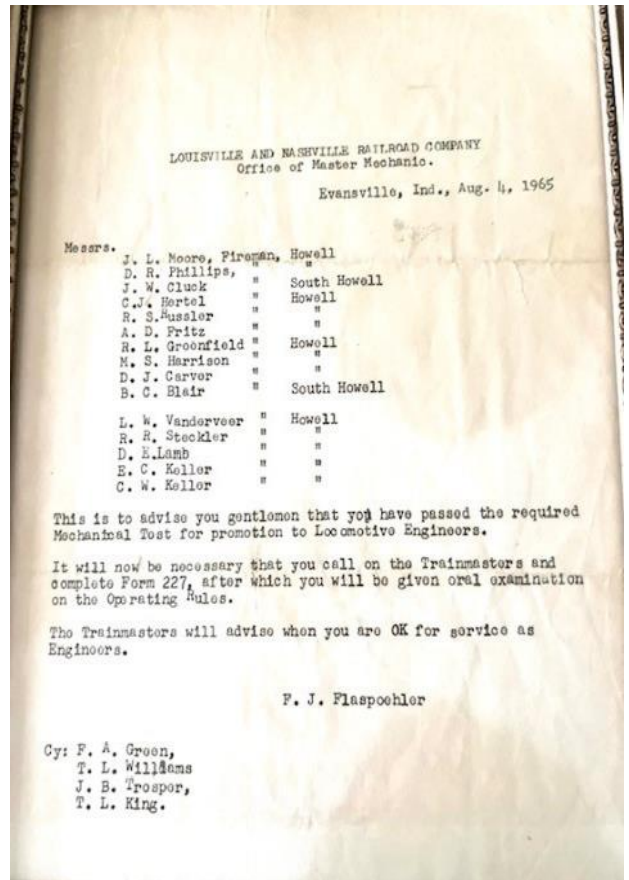 LOUISVILLE AND NASHVILLE RAILROAD COMPANY
Office of Master Mechanic.
Evansville, Ind., Aug. 4, 1965
Messrs.
J. L. Moore, Fireman, Howell
D. R. Phillips, " "
J. W. Cluck " South Howell
C.J. Hertel " Howell
R. S.Hussler " "
A. D. Fritz " "
R. L. Greenfield " Howell
M. S. Harrison " "
D. J. Carver " "
B. C. Blair " South Howell
L. W. Vanderveer " Howell
R. R. Steckler " "
D. E.Lamb " "
E. C. Keller " "
C. W. Keller " "
This is to advise you gentlemen that you have passed the required
Mechanical Test for promotion to Locomotive Engineers.
It will now be necessary that you call on the Trainmasters and
complete Form 227, after which you will be given oral examination
on the Operating Rules.
The Trainmasters will advise when you are OK for service as
Engineers.
F. J. Flaspoehler
Cy: F. A. Green,
T. L. Williams
J. B. Trosper,
T. L. King.